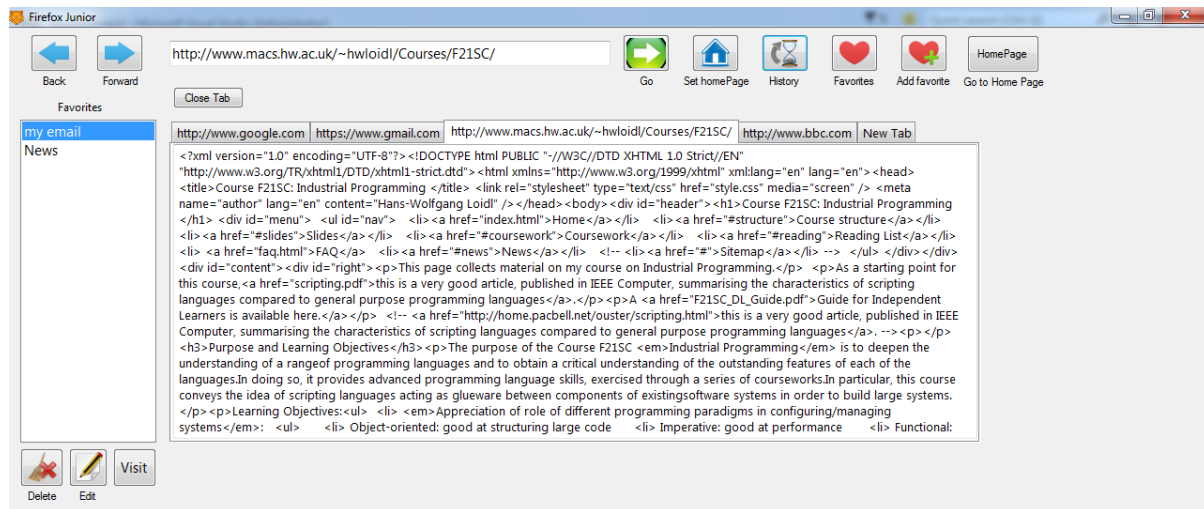 Firefox Junior
http://www.macs.hw.ac.uk/~hwloidl/Courses/F21SC/
HomePage
Back Forward Go Set homePage History Favorites Add favorite Go to Home Page
Close Tab
Favorites
my email
News
http://www.google.com https://www.gmail.com http://www.macs.hw.ac.uk/~hwloidl/Courses/F21SC/ http://www.bbc.com New Tab
<?xml version="1.0" encoding="UTF-8"?><!DOCTYPE html PUBLIC "-//W3C//DTD XHTML 1.0 Strict//EN"
"http://www.w3.org/TR/xhtml1/DTD/xhtml1-strict.dtd"><html xmlns="http://www.w3.org/1999/xhtml" xml:lang="en" lang="en"><head>
<title>Course F21SC: Industrial Programming </title> <link rel="stylesheet" type="text/css" href="style.css" media="screen" /> <meta
name="author" lang="en" content="Hans-Wolfgang Loidl" /></head><body><div id="header"><h1>Course F21SC: Industrial Programming
</h1> <div id="menu"> <ul id="nav" <li><a href="index.html">Home</a></li> <li><a href="#structure">Course structure</a></li>
<li><a href="#slides">Slides</a></li> <li><a href="#coursework">Coursework</a></li> <li><a href="#reading">Reading List</a></li>
<li> <a href="faq.html">FAQ</a> <li><a href="#news">News</a></li> <!-- <li><a href="#">Sitemap</a></li> --> </ul> </div></div>
<div id="content"><div id="right"><p>This page collects material on my course on Industrial Programming.</p> <p>As a starting point for
this course,<a href="scripting.pdf">this is a very good article, published in IEEE Computer, summarising the characteristics of scripting
languages compared to general purpose programming languages</a>.</p><p>A <a href="F21SC_DL_Guide.pdf">Guide for Independent
Learners is available here.</a></p> <!-- <a href="http://home.pacbell.net/ouster/scripting.html">this is a very good article, published in IEEE
Computer, summarising the characteristics of scripting languages compared to general purpose programming languages</a>. --><p></p>
<h3>Purpose and Learning Objectives</h3><p>The purpose of the Course F21SC <em>Industrial Programming</em> is to deepen the
understanding of a rangeof programming languages and to obtain a critical understanding of the outstanding features of each of the
languages.In doing so, it provides advanced programming language skills, exercised through a series of courseworks.In particular, this course
conveys the idea of scripting languages acting as glueware between components of existingsoftware systems in order to build large systems.
</p><p>Learning Objectives:<ul> <li> <em>Appreciation of role of different programming paradigms in configuring/managing
systems</em>: <ul> <li> Object-oriented: good at structuring large code <li> Imperative: good at performance <li> Functional:
Visit
Delete Edit